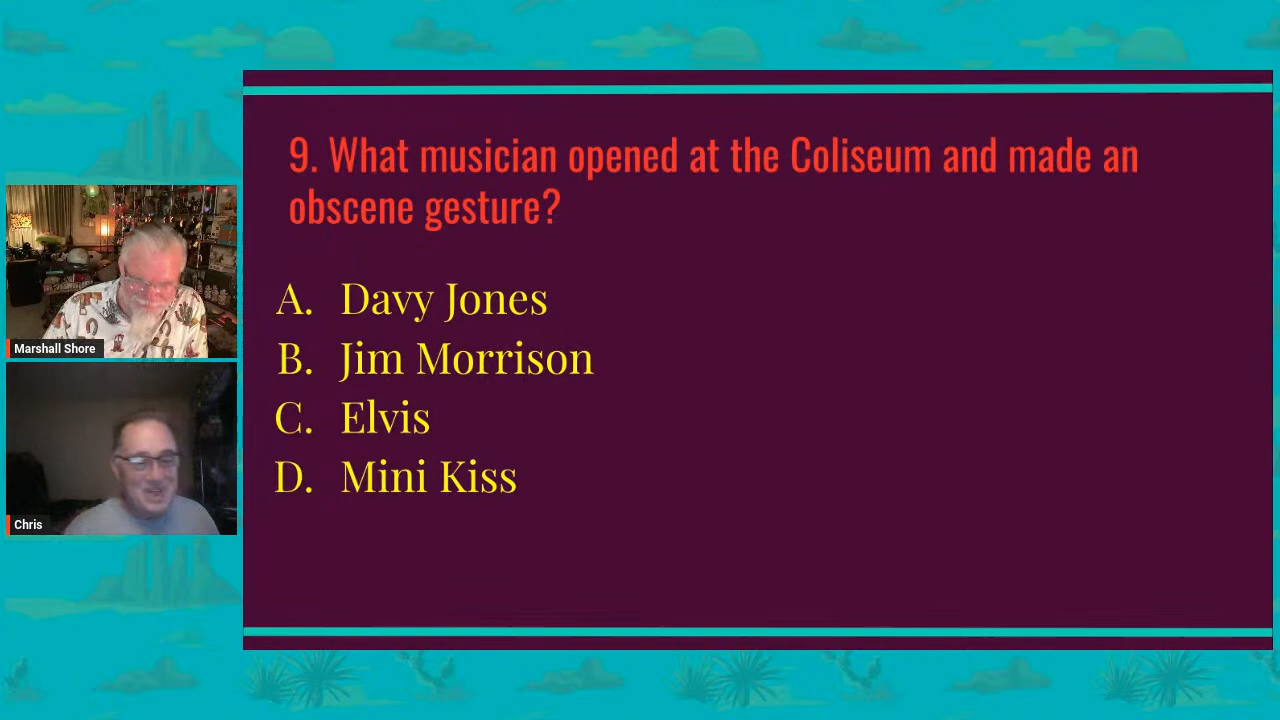 9. What musician opened at the Coliseum and made an
obscene gesture?
A. Davy Jones
B. Jim Morrison
C. Elvis
D. Mini Kiss
Marshall Shore
Chris